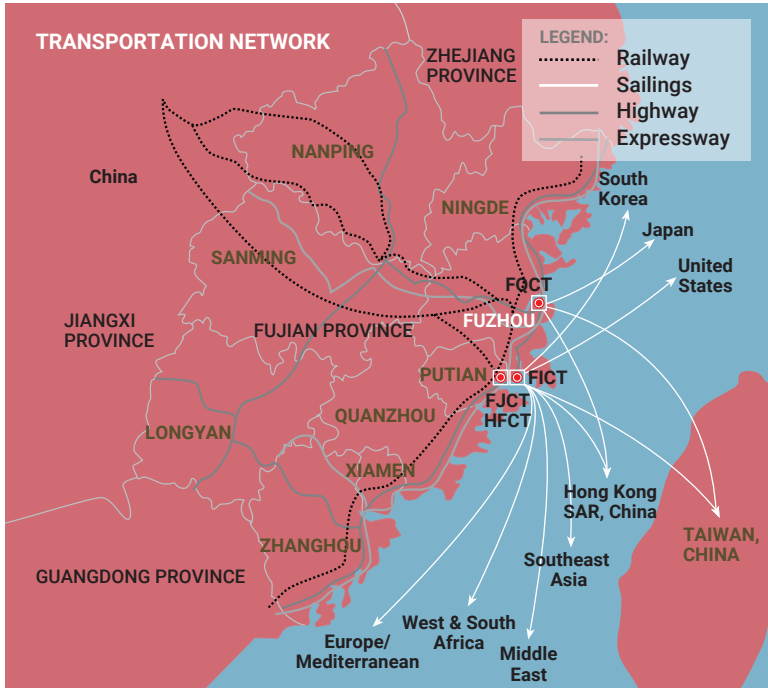 TRANSPORTATION NETWORK
LEGEND:
Railway
Sailings
Highway
Expressway
ZHEJIANG
PROVINCE
NANPING
China
NINGDE
South
Korea
Japan
SANMING
United
States
FQCT
FUZHOU
JIANGXI
PROVINCE
FUJIAN PROVINCE
PUTIAN
FICT
FJCT
HFCT
QUANZHOU
LONGYAN
XIAMEN
Hong Kong
SAR, China
TAIWAN,
CHINA
ZHANGHOU
Southeast
Asia
GUANGDONG PROVINCE
West & South
Africa
Europe/
Mediterranean
Middle
East